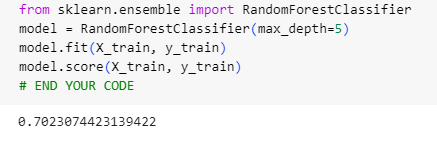 from sklearn.ensemble import RandomForestClassifier
model = RandomForestClassifier(max_depth=5)
model.fit(X_train, y_train)
model.score(X_train, y_train)
# END YOUR CODE
0.7023074423139422